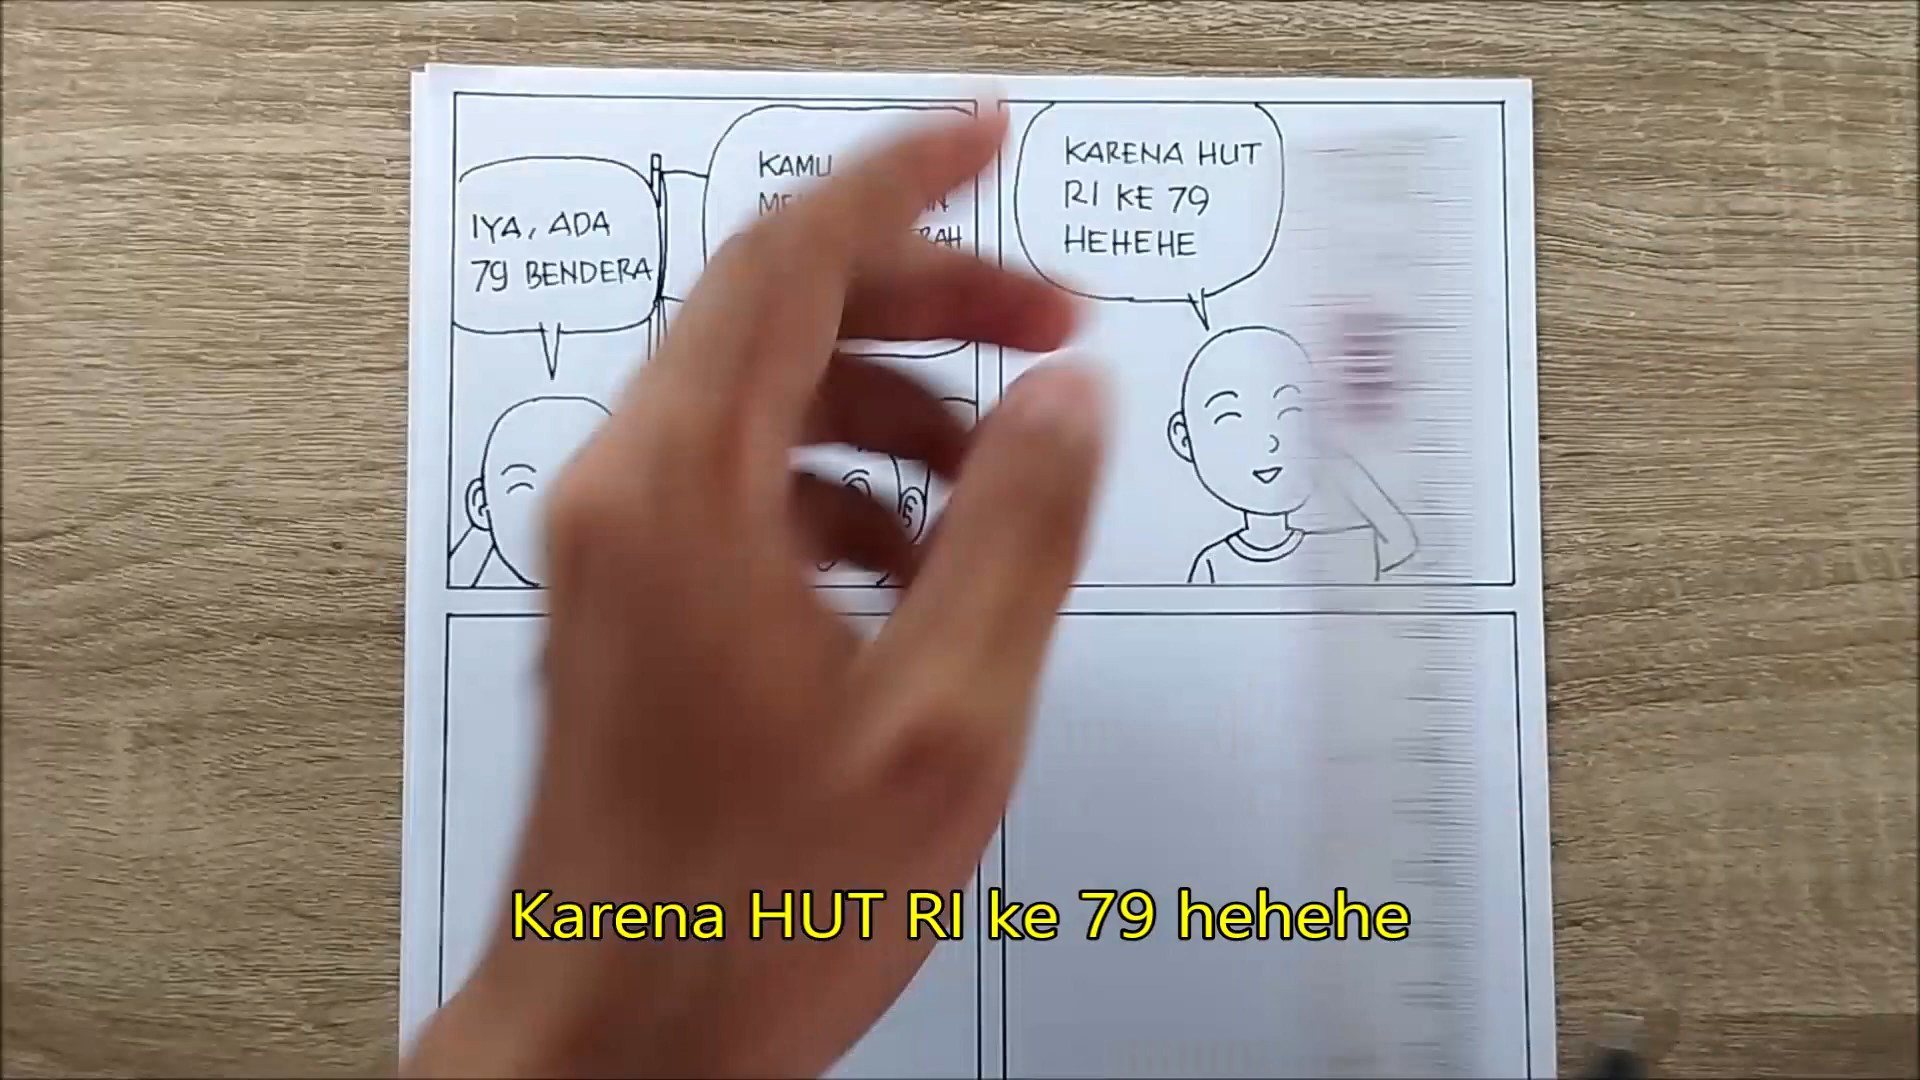 IYA, ADA
79 BENDERA
KAMU
KARENA HUT
RI KE 79
HEHEHE
Karena HUT RI ke 79 hehehe